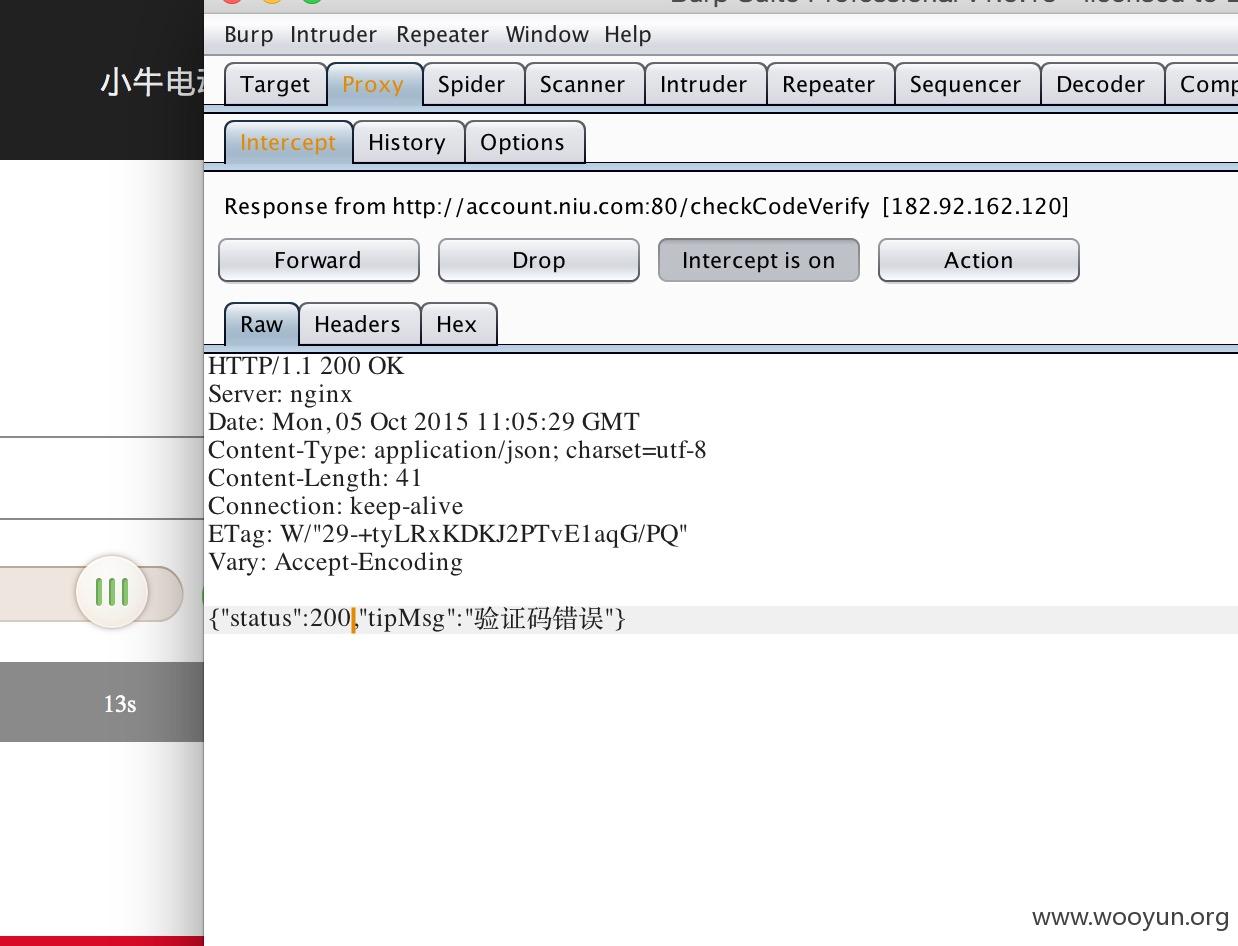 小牛电动
Burp Intruder Repeater Window Help
Target Proxy Spider Scanner Intruder Repeater Sequencer Decoder Comp
Intercept History Options
Response from http://account.niu.com:80/checkCodeVerify [182.92.162.120]
Forward Drop Intercept is on Action
Raw Headers Hex
HTTP/1.1 200 OK
Server: nginx
Date: Mon, 05 Oct 2015 11:05:29 GMT
Content-Type: application/json; charset=utf-8
Content-Length: 41
Connection: keep-alive
ETag: W/"29-+tyLRxKDKJ2PTvE1aqG/PQ"
Vary: Accept-Encoding
{"status":200,"tipMsg":"验证码错误"}
13s
www.wooyun.org